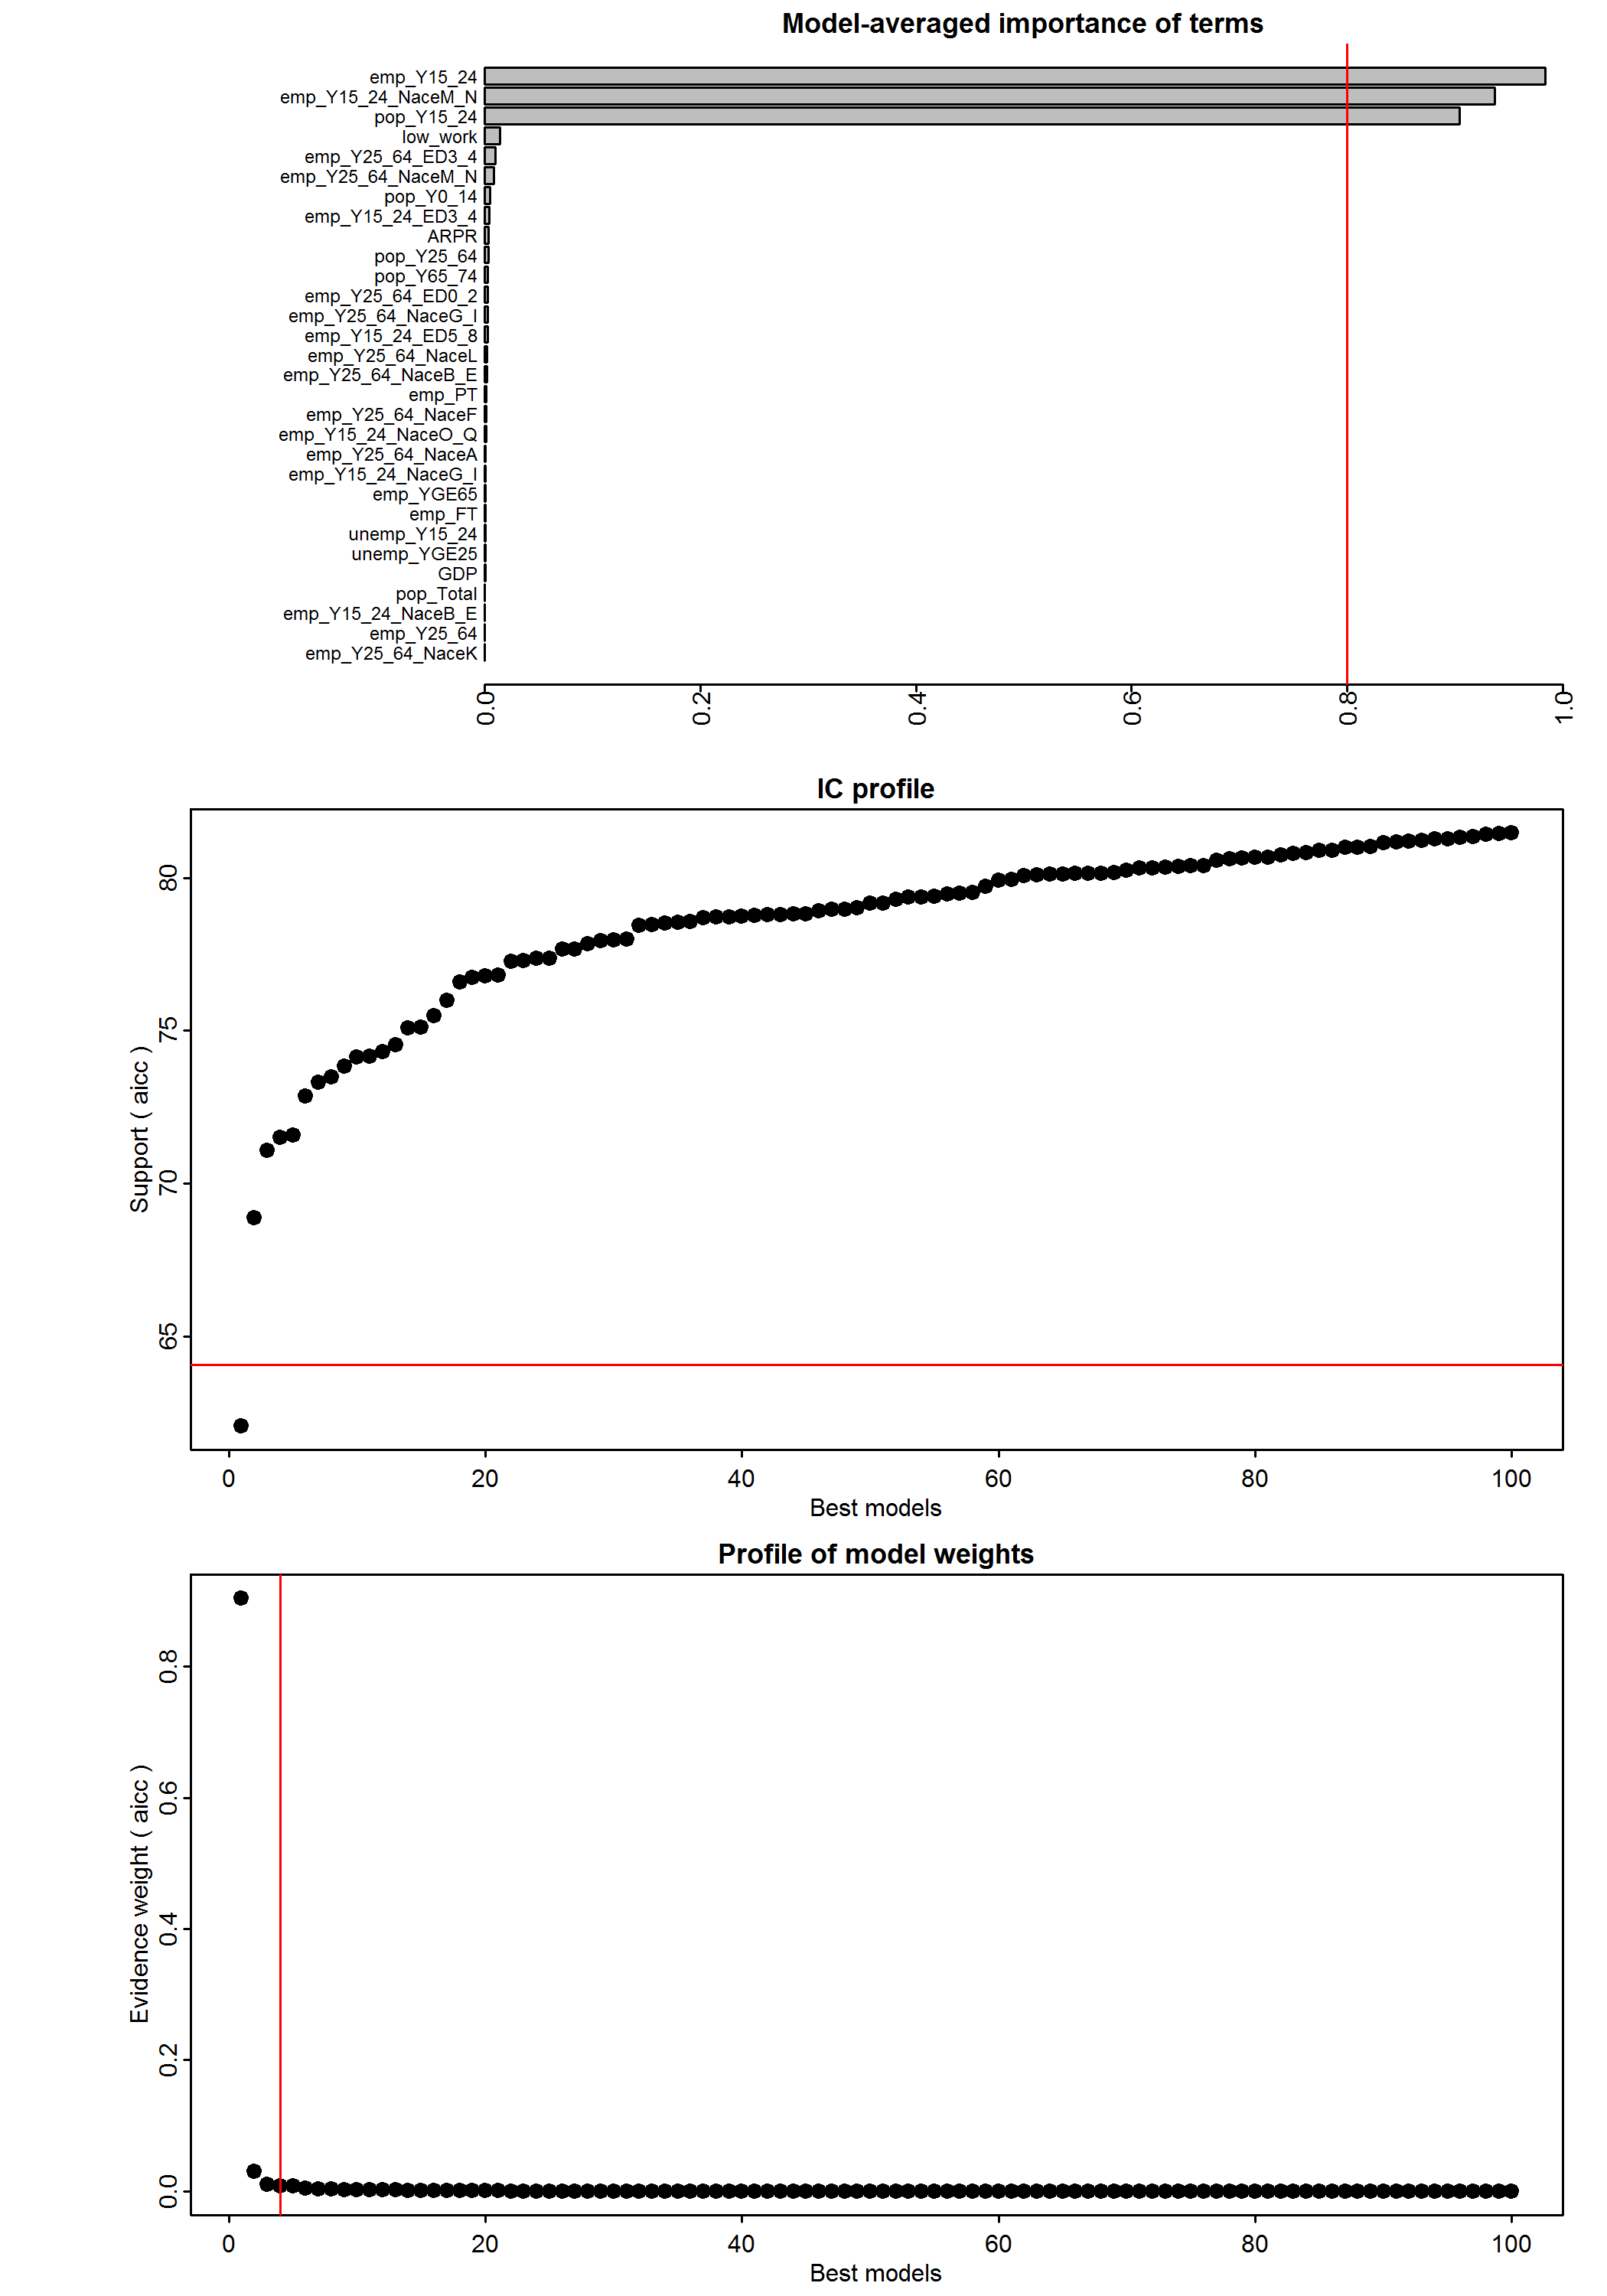 Model-averaged importance of terms
emp_Y15_24
emp_Y15_24_NaceM_N
pop_Y15_24
low_work
emp_Y25_64_ED3_4
emp_Y25_64_NaceM_N
pop_Y0_14
emp_Y15_24_ED3_4
ARPR
pop_Y25_64
pop_Y65_74
emp_Y25_64_ED0_2
emp_Y25_64_NaceG_I
emp_Y15_24_ED5_8
emp_Y25_64_NaceL
emp_Y25_64_NaceB_E
emp_PT
emp_Y25_64_NaceF
emp_Y15_24_NaceO_Q
emp_Y25_64_NaceA
emp_Y15_24_NaceG_I
emp_YGE65
emp_FT
unemp_Y15_24
unemp_YGE25
GDP
pop_Total
emp_Y15_24_NaceB_E
emp_Y25_64
emp_Y25_64_NaceK
0.0 0.2 0.4 0.6 0.8 1.0
IC profile
Support ( aicc )
80
75
70
65
0 20 40 60 80 100
Best models
Profile of model weights
Evidence weight ( aicc )
0.8
0.6
0.4
0.2
0.0
0 20 40 60 80 100
Best models